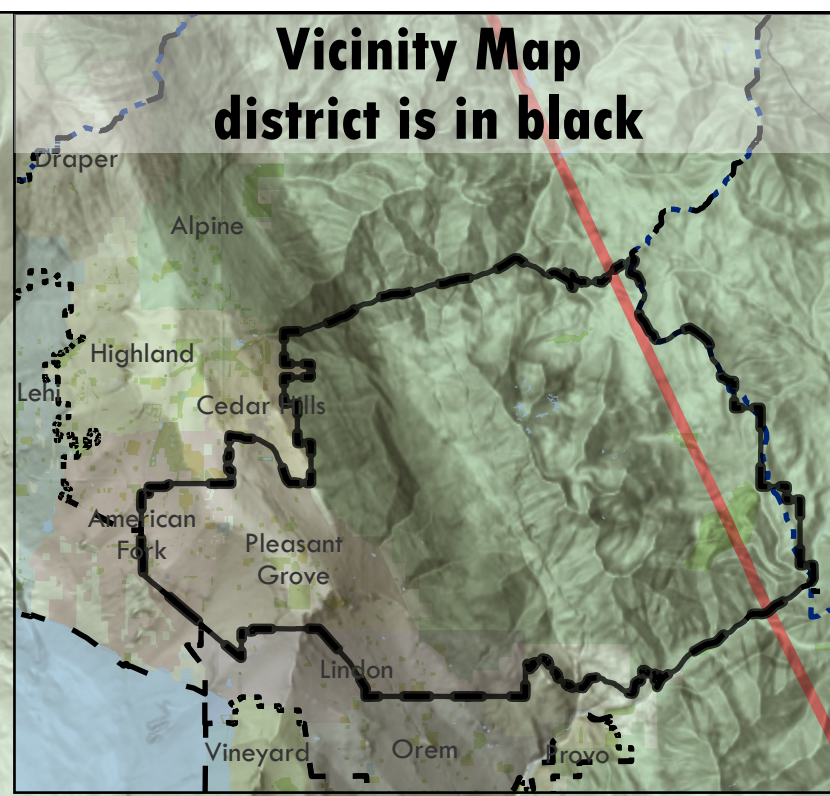 Vicinity Map
district is in black
Draper
Alpine
Highland
Lehi
Cedar Hills
American
Fork
Pleasant
Grove
Lindon
Vineyard
Orem
Provo